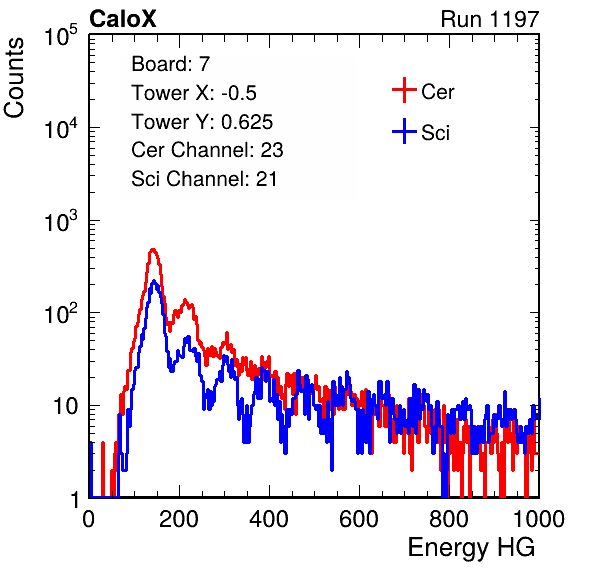 CaloX Run 1197
Counts
Board: 7
Tower X: -0.5
Tower Y: 0.625
Cer Channel: 23
Sci Channel: 21
Cer
Sci
10^5
10^4
10^3
10^2
10
1
0 200 400 600 800 1000
Energy HG